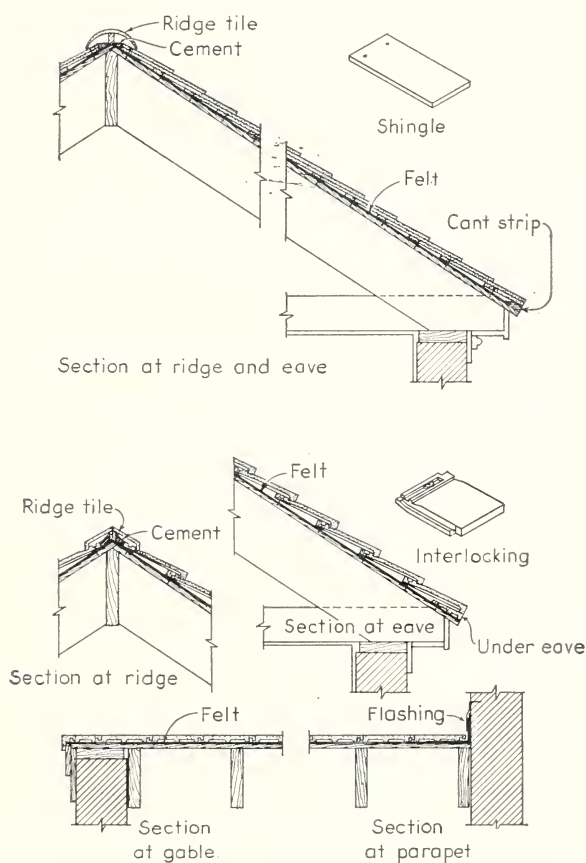 Ridge tile
Cement
Shingle
Felt
Cant strip
Section at ridge and eave
Felt
Ridge tile
Cement
Interlocking
Section at eave
Under eave
Section at ridge
Felt
Flashing
Section
at gable.
Section
at parapet